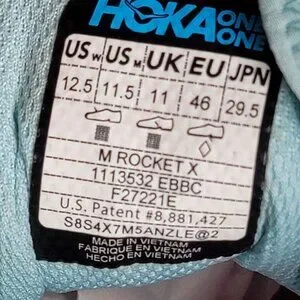 HOKA ONE ONE
US W US M UK EU JPN
12.5 11.5 11 46 29.5
M ROCKET X
1113532 EBBC
F27221E
U.S. Patent #8,881,427
S8S4X7M5ANZLE@2
MADE IN VIETNAM
FABRIQUE EN VIETNAM
HECHO EN VIETNAM